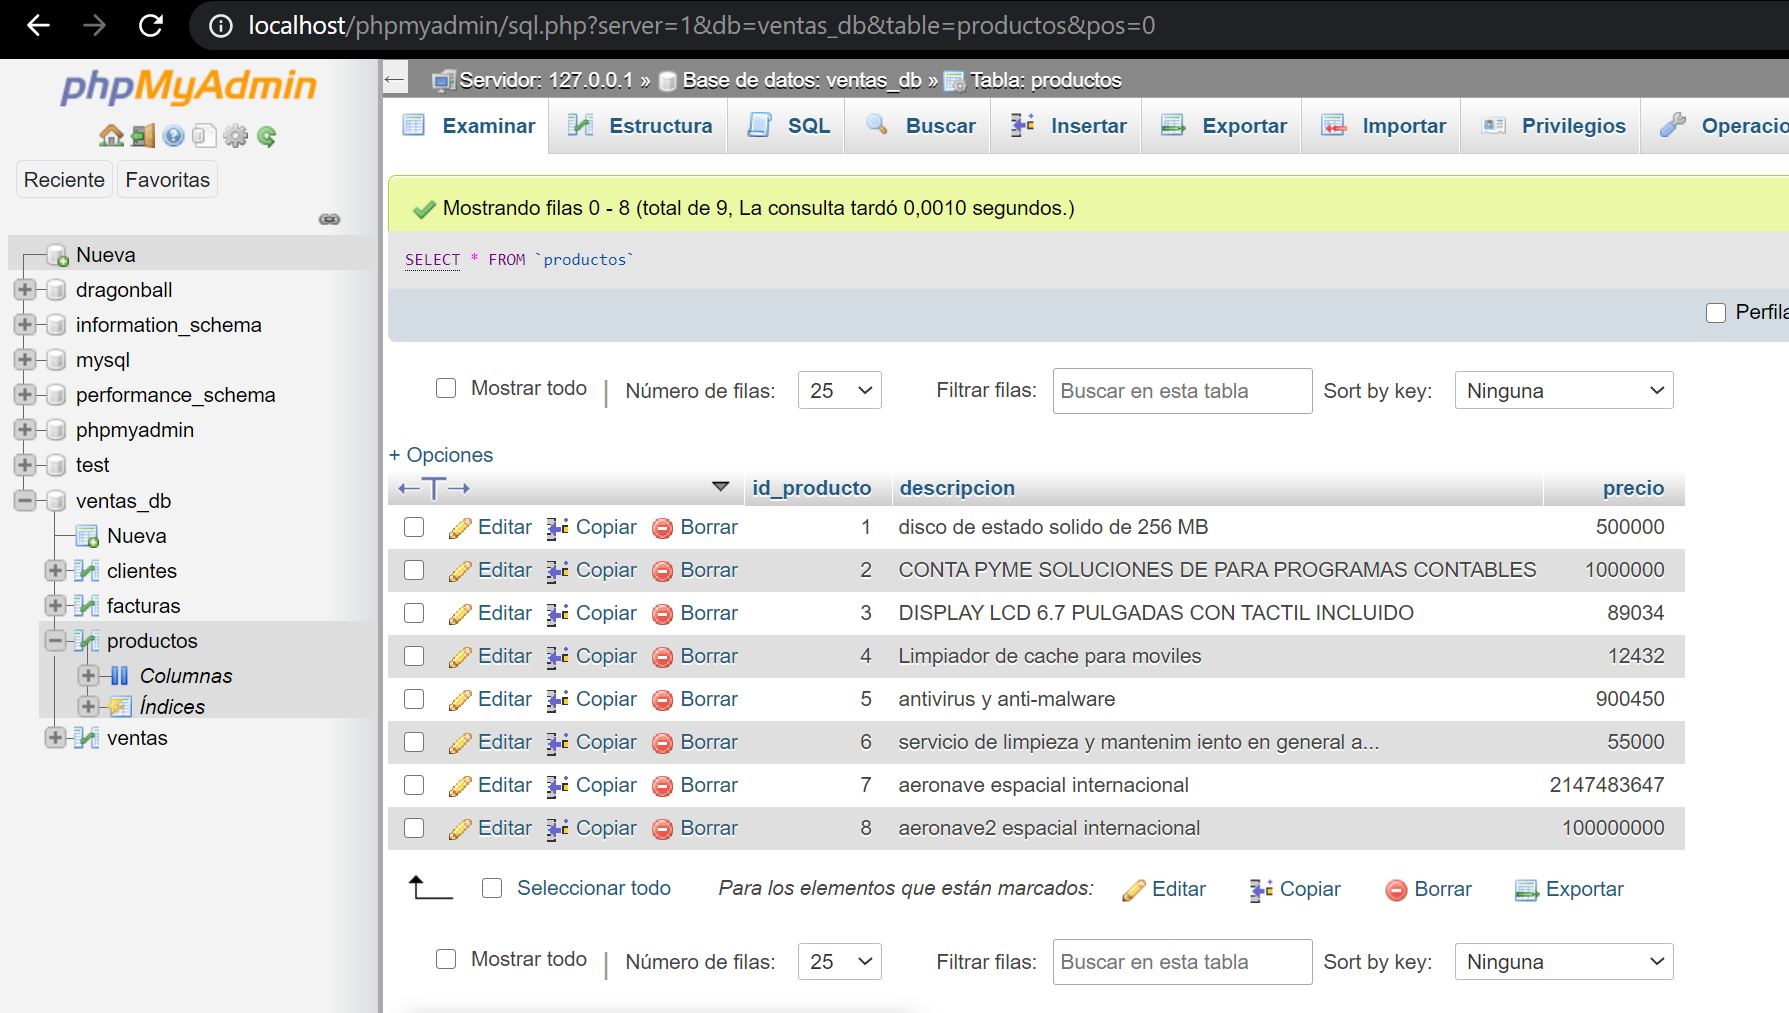 localhost/phpmyadmin/sql.php?server=1&db=ventas_db&table=productos&pos=0
phpMyAdmin
Reciente Favoritas
Nueva
dragonball
information_schema
mysql
performance_schema
phpmyadmin
test
ventas_db
Nueva
clientes
facturas
productos
Columnas
Índices
ventas
Servidor: 127.0.0.1 » Base de datos: ventas_db » Tabla: productos
Examinar Estructura SQL Buscar Insertar Exportar Importar Privilegios Operacio
Mostrando filas 0 - 8 (total de 9, La consulta tardó 0,0010 segundos.)
SELECT * FROM `productos`
Perfila
Mostrar todo | Número de filas: 25 Filtrar filas: Buscar en esta tabla Sort by key: Ninguna
+ Opciones
id_producto descripcion precio
Editar Copiar Borrar 1 disco de estado solido de 256 MB 500000
Editar Copiar Borrar 2 CONTA PYME SOLUCIONES DE PARA PROGRAMAS CONTABLES 1000000
Editar Copiar Borrar 3 DISPLAY LCD 6.7 PULGADAS CON TACTIL INCLUIDO 89034
Editar Copiar Borrar 4 Limpiador de cache para moviles 12432
Editar Copiar Borrar 5 antivirus y anti-malware 900450
Editar Copiar Borrar 6 servicio de limpieza y mantenim iento en general a... 55000
Editar Copiar Borrar 7 aeronave espacial internacional 2147483647
Editar Copiar Borrar 8 aeronave2 espacial internacional 100000000
Seleccionar todo Para los elementos que están marcados: Editar Copiar Borrar Exportar
Mostrar todo | Número de filas: 25 Filtrar filas: Buscar en esta tabla Sort by key: Ninguna